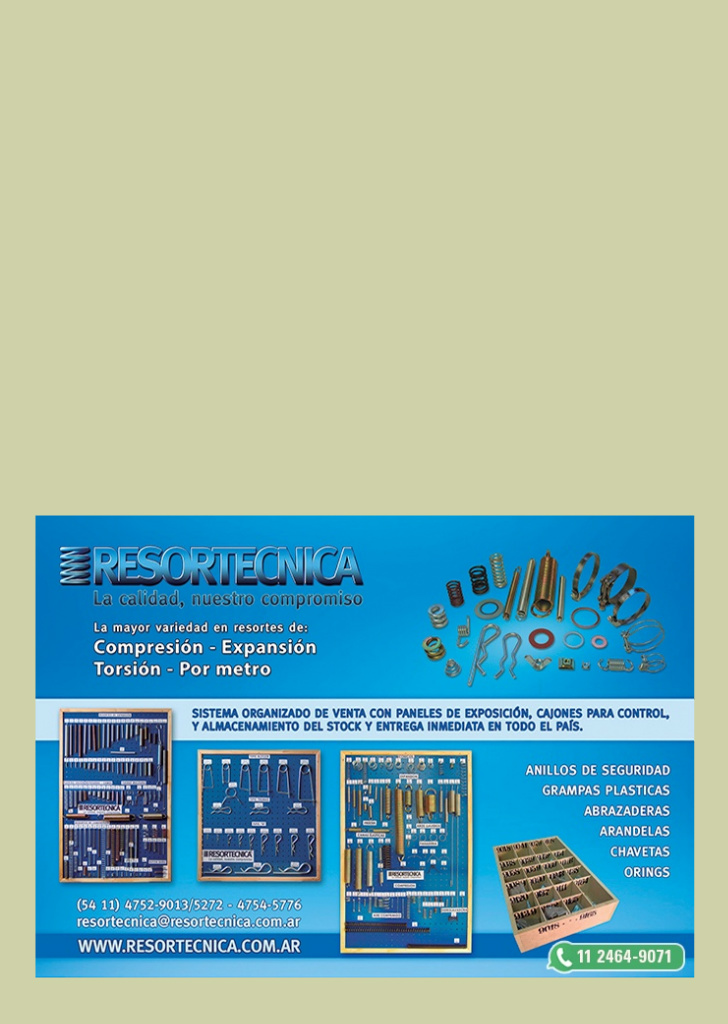 RESORTECNICA
La calidad, nuestro compromiso
La mayor variedad en resortes de:
Compresión - Expansión
Torsión - Por metro
SISTEMA ORGANIZADO DE VENTA CON PANELES DE EXPOSICIÓN, CAJONES PARA CONTROL,
Y ALMACENAMIENTO DEL STOCK Y ENTREGA INMEDIATA EN TODO EL PAÍS.
ANILLOS DE SEGURIDAD
GRAMPAS PLASTICAS
ABRAZADERAS
ARANDELAS
CHAVETAS
ORINGS
RESORTECNICA
RESORTECNICA
RESORTECNICA
(54 11) 4752-9013/5272 - 4754-5776
resortecnica@resortecnica.com.ar
WWW.RESORTECNICA.COM.AR
11 2464-9071